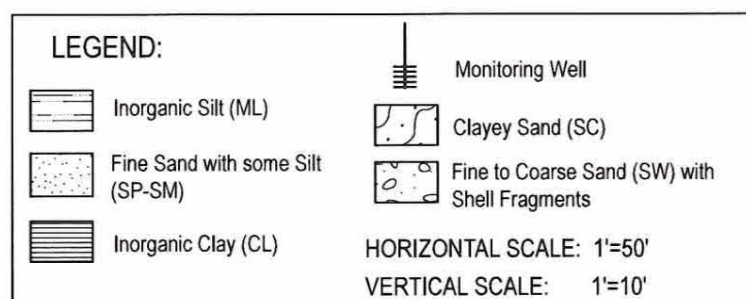 LEGEND:
Inorganic Silt (ML)
Fine Sand with some Silt
(SP-SM)
Inorganic Clay (CL)
Monitoring Well
Clayey Sand (SC)
Fine to Coarse Sand (SW) with
Shell Fragments
HORIZONTAL SCALE: 1'=50'
VERTICAL SCALE: 1'=10'